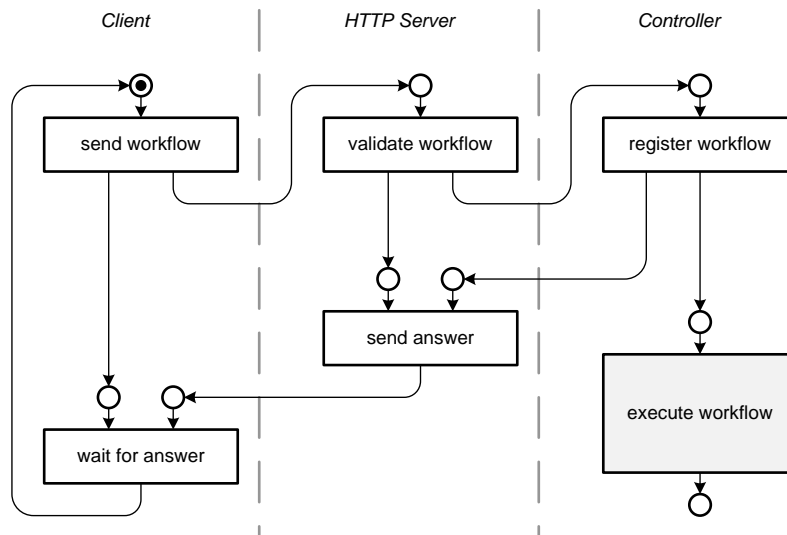 Client
HTTP Server
Controller
send workflow
validate workflow
register workflow
send answer
execute workflow
wait for answer